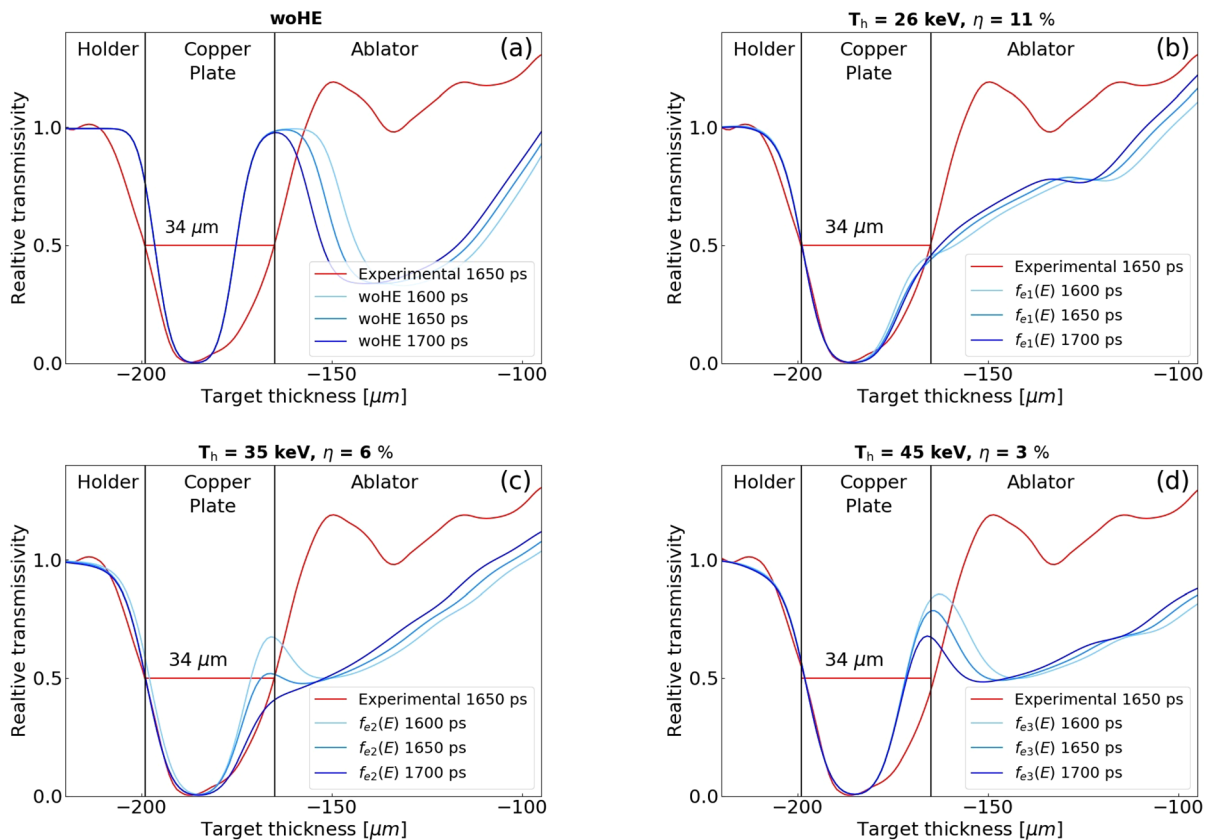 woHE
Holder
Copper
Plate
Ablator
(a)
Realtive transmissivity
1.0
0.5
0.0
34 μm
Experimental 1650 ps
woHE 1600 ps
woHE 1650 ps
woHE 1700 ps
−200
−150
−100
Target thickness [μm]
T_h = 26 keV, η = 11 %
Holder
Copper
Plate
Ablator
(b)
Realtive transmissivity
1.0
0.5
0.0
34 μm
Experimental 1650 ps
f_e1(E) 1600 ps
f_e1(E) 1650 ps
f_e1(E) 1700 ps
−200
−150
−100
Target thickness [μm]
T_h = 35 keV, η = 6 %
Holder
Copper
Plate
Ablator
(c)
Realtive transmissivity
1.0
0.5
0.0
34 μm
Experimental 1650 ps
f_e2(E) 1600 ps
f_e2(E) 1650 ps
f_e2(E) 1700 ps
−200
−150
−100
Target thickness [μm]
T_h = 45 keV, η = 3 %
Holder
Copper
Plate
Ablator
(d)
Realtive transmissivity
1.0
0.5
0.0
34 μm
Experimental 1650 ps
f_e3(E) 1600 ps
f_e3(E) 1650 ps
f_e3(E) 1700 ps
−200
−150
−100
Target thickness [μm]